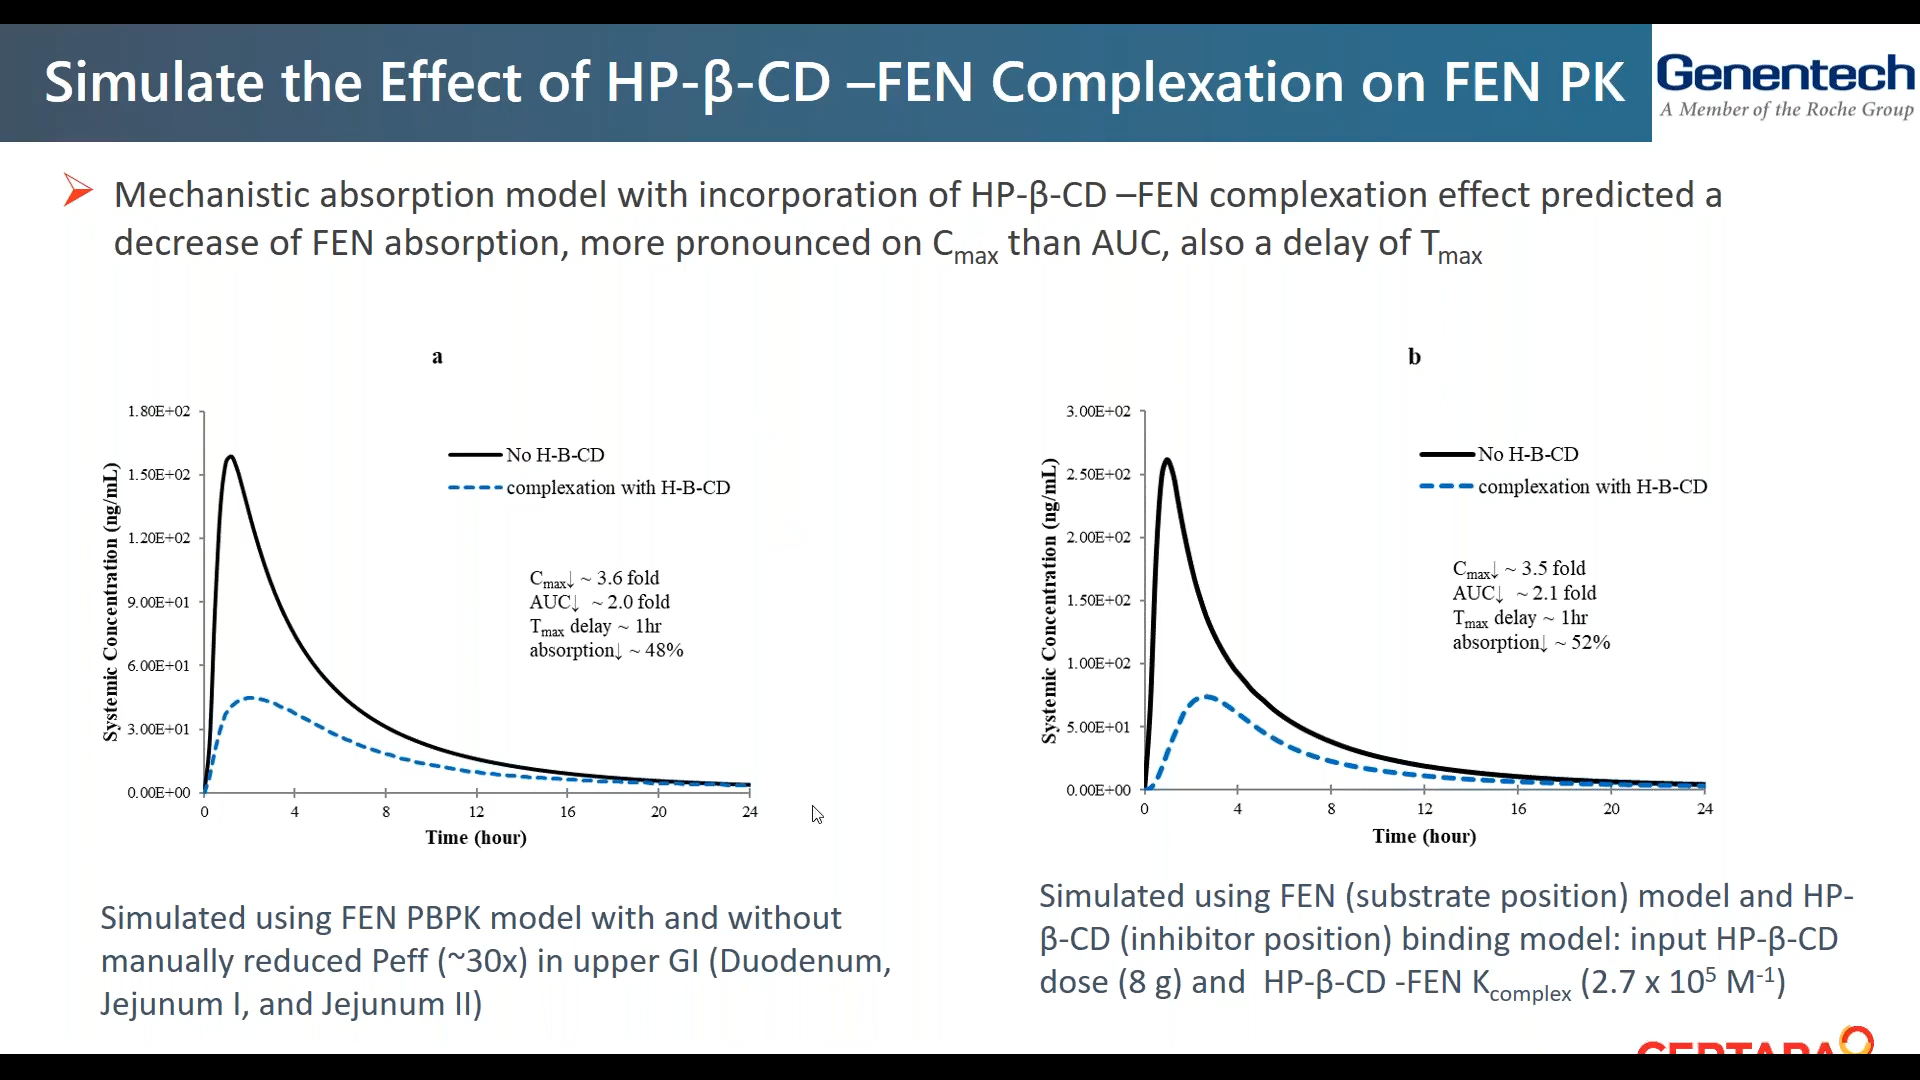 Simulate the Effect of HP-β-CD –FEN Complexation on FEN PK
Genentech
A Member of the Roche Group
Mechanistic absorption model with incorporation of HP-β-CD –FEN complexation effect predicted a
decrease of FEN absorption, more pronounced on Cmax than AUC, also a delay of Tmax
a
1.80E+02
1.50E+02
1.20E+02
9.00E+01
6.00E+01
3.00E+01
0.00E+00
Systemic Concentration (ng/mL)
No H-B-CD
complexation with H-B-CD
Cmax↓ ~ 3.6 fold
AUC↓ ~ 2.0 fold
Tmax delay ~ 1hr
absorption↓ ~ 48%
0 4 8 12 16 20 24
Time (hour)
Simulated using FEN PBPK model with and without
manually reduced Peff (~30x) in upper GI (Duodenum,
Jejunum I, and Jejunum II)
b
3.00E+02
2.50E+02
2.00E+02
1.50E+02
1.00E+02
5.00E+01
0.00E+00
Systemic Concentration (ng/mL)
No H-B-CD
complexation with H-B-CD
Cmax↓ ~ 3.5 fold
AUC↓ ~ 2.1 fold
Tmax delay ~ 1hr
absorption↓ ~ 52%
0 4 8 12 16 20 24
Time (hour)
Simulated using FEN (substrate position) model and HP-
β-CD (inhibitor position) binding model: input HP-β-CD
dose (8 g) and HP-β-CD -FEN Kcomplex (2.7 x 10⁵ M⁻¹)
CERTARA